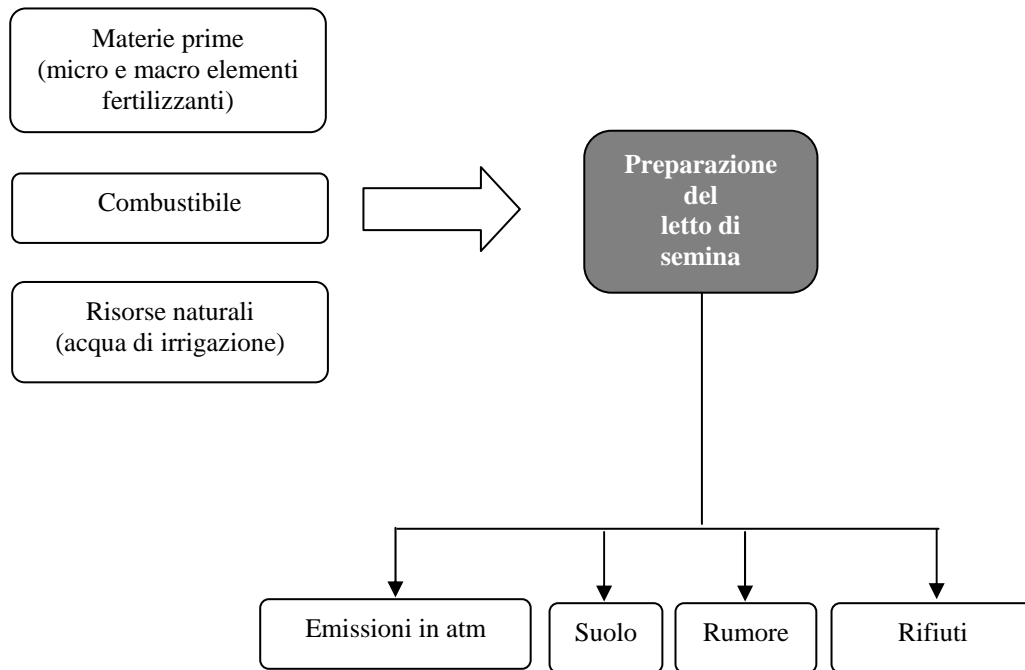 Materie prime
(micro e macro elementi
fertilizzanti)
Combustibile
Risorse naturali
(acqua di irrigazione)
Preparazione
del
letto di
semina
Emissioni in atm
Suolo
Rumore
Rifiuti